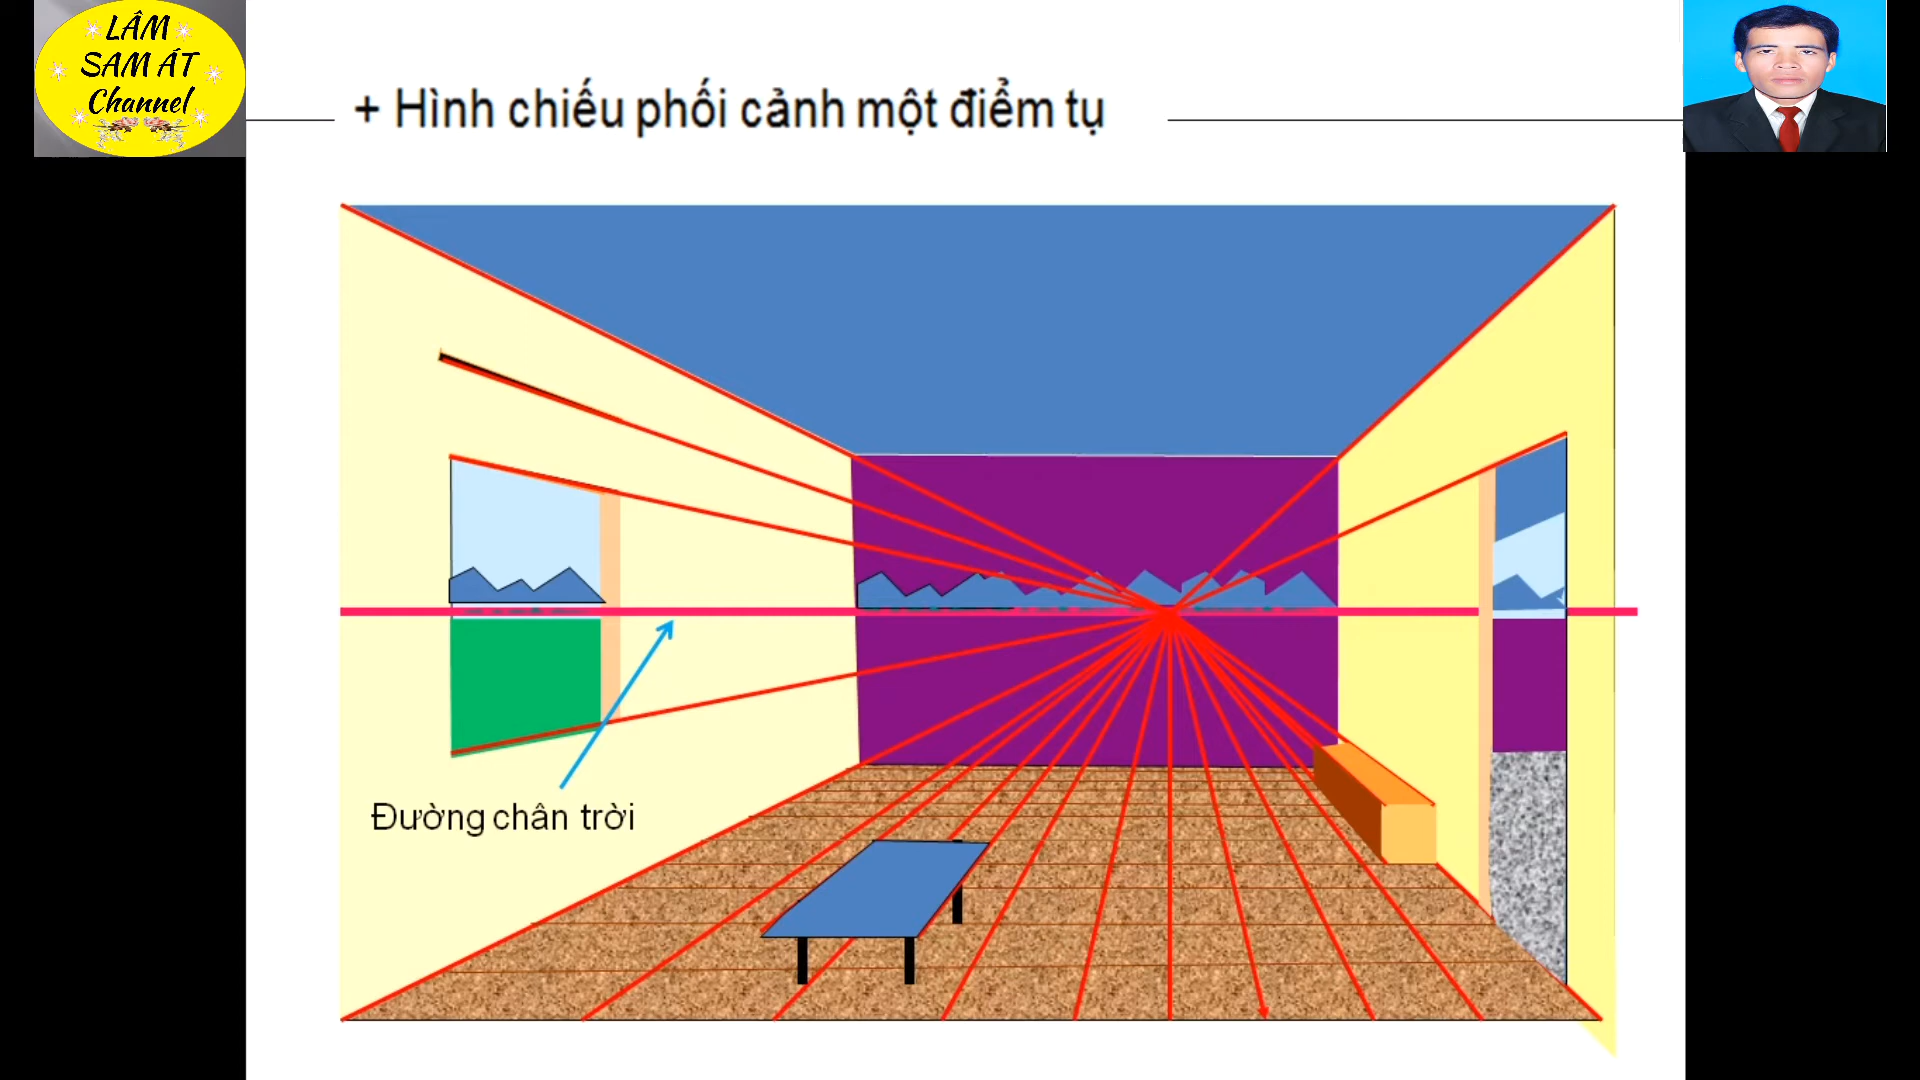 LÂM
SAM ÁT
Channel
+ Hình chiếu phối cảnh một điểm tụ
Đường chân trời